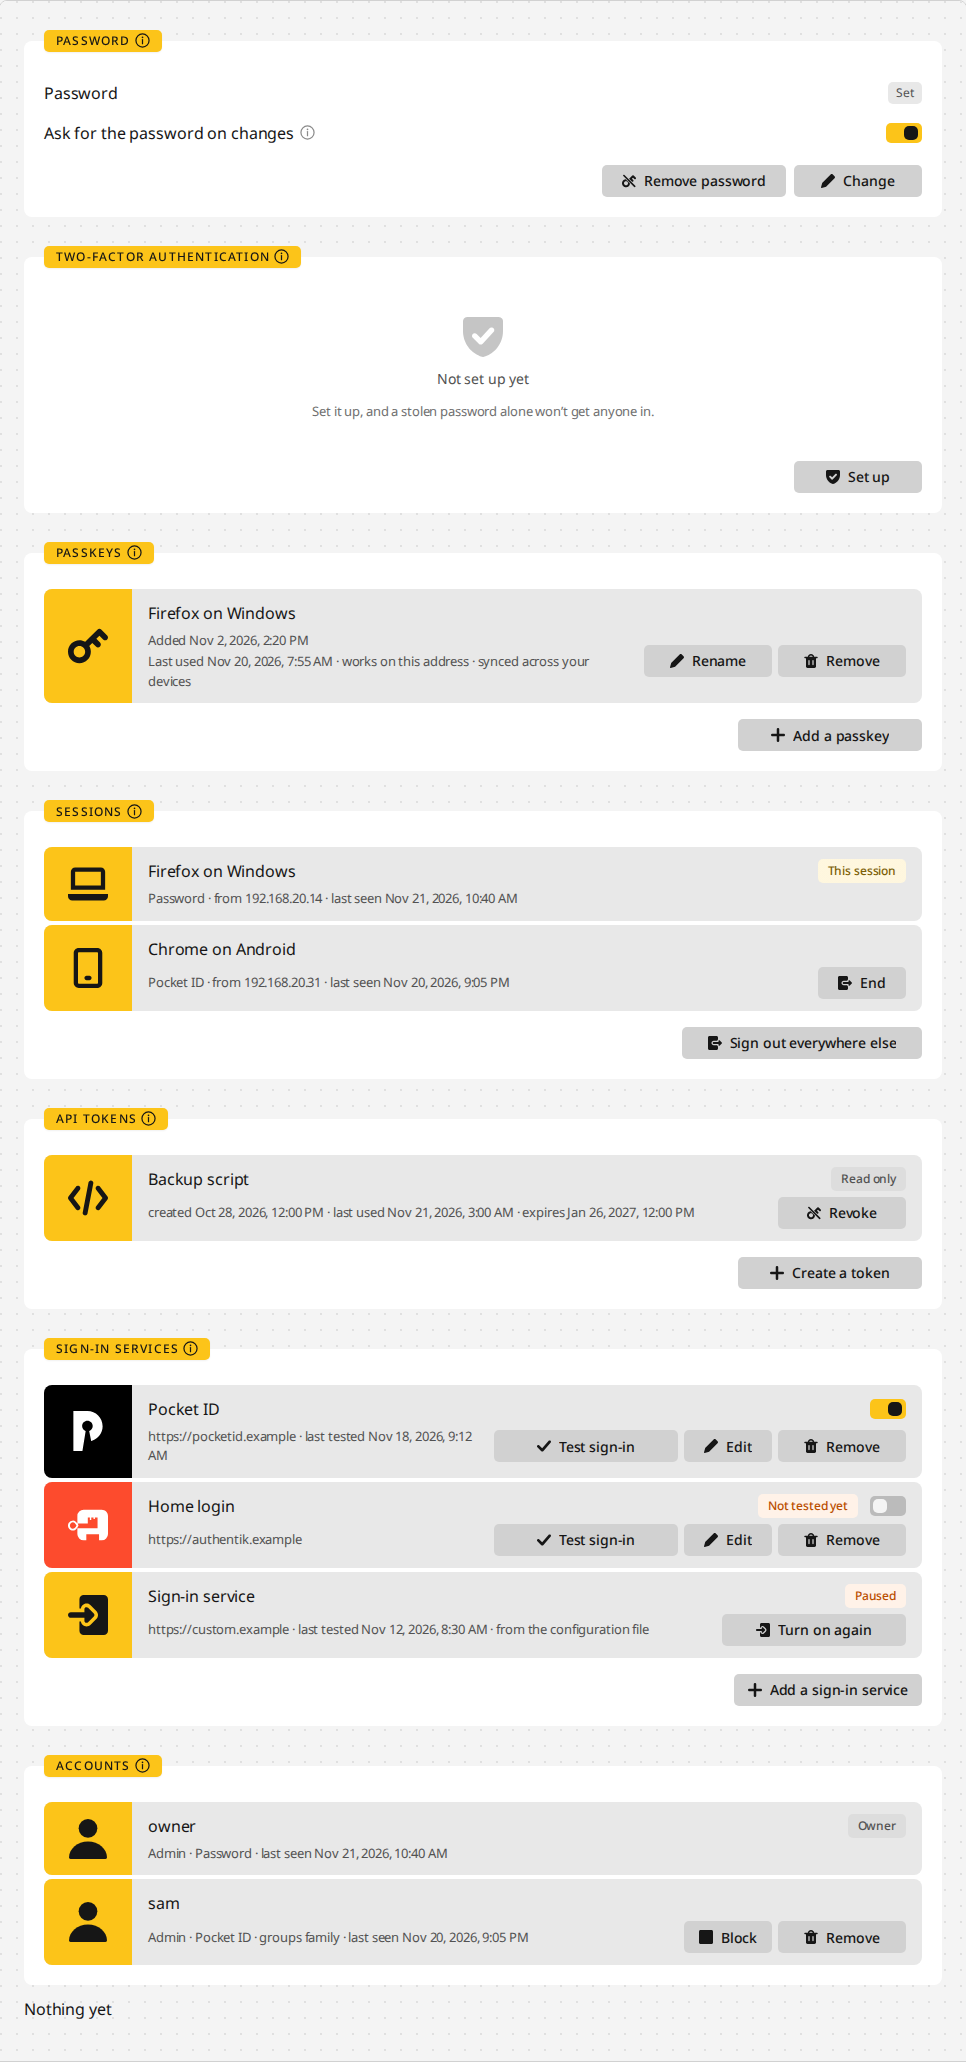 PASSWORD
Password
Set
Ask for the password on changes
Remove password
Change
TWO-FACTOR AUTHENTICATION
Not set up yet
Set it up, and a stolen password alone won't get anyone in.
Set up
PASSKEYS
Firefox on Windows
Added Nov 2, 2026, 2:20 PM
Last used Nov 20, 2026, 7:55 AM · works on this address · synced across your
devices
Rename
Remove
Add a passkey
SESSIONS
Firefox on Windows
This session
Password · from 192.168.20.14 · last seen Nov 21, 2026, 10:40 AM
Chrome on Android
Pocket ID · from 192.168.20.31 · last seen Nov 20, 2026, 9:05 PM
End
Sign out everywhere else
API TOKENS
Backup script
Read only
created Oct 28, 2026, 12:00 PM · last used Nov 21, 2026, 3:00 AM · expires Jan 26, 2027, 12:00 PM
Revoke
Create a token
SIGN-IN SERVICES
Pocket ID
https://pocketid.example · last tested Nov 18, 2026, 9:12
AM
Test sign-in
Edit
Remove
Home login
Not tested yet
https://authentik.example
Test sign-in
Edit
Remove
Sign-in service
Paused
https://custom.example · last tested Nov 12, 2026, 8:30 AM · from the configuration file
Turn on again
Add a sign-in service
ACCOUNTS
owner
Owner
Admin · Password · last seen Nov 21, 2026, 10:40 AM
sam
Admin · Pocket ID · groups family · last seen Nov 20, 2026, 9:05 PM
Block
Remove
Nothing yet